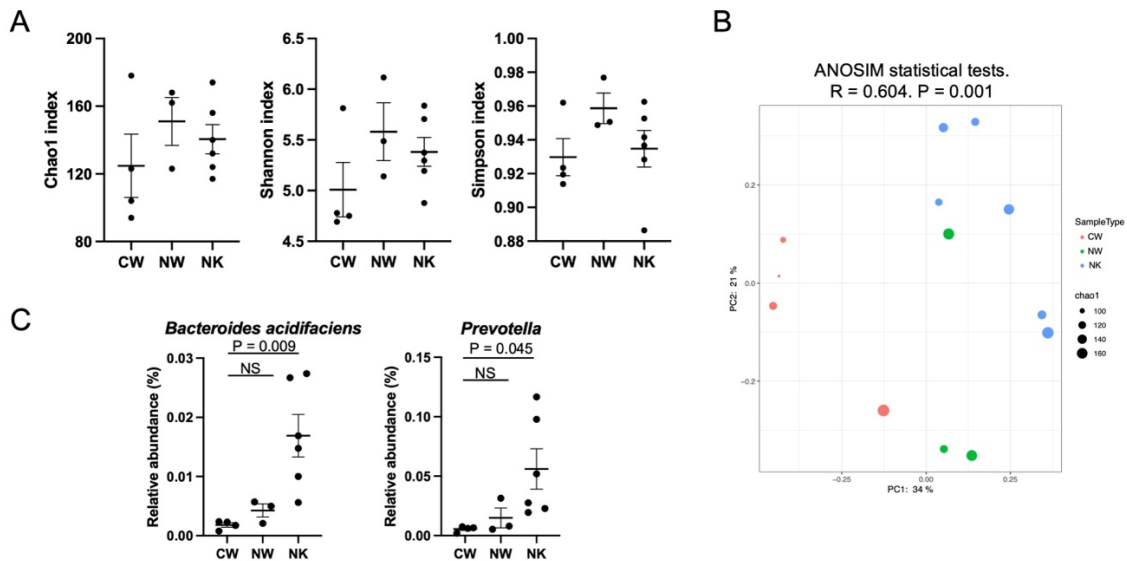 A
Chao1 index
200
160
120
80
CW NW NK
Shannon index
6.5
6.0
5.5
5.0
4.5
CW NW NK
Simpson index
1.00
0.98
0.96
0.94
0.92
0.90
0.88
CW NW NK
B
ANOSIM statistical tests.
R = 0.604. P = 0.001
PC2: 21 %
0.2
0.0
−0.2
−0.25 0.00 0.25
PC1: 34 %
SampleType
CW
NW
NK
chao1
100
120
140
160
C
Bacteroides acidifaciens
P = 0.009
NS
Relative abundance (%)
0.03
0.02
0.01
0.00
CW NW NK
Prevotella
P = 0.045
NS
Relative abundance (%)
0.15
0.10
0.05
0.00
CW NW NK